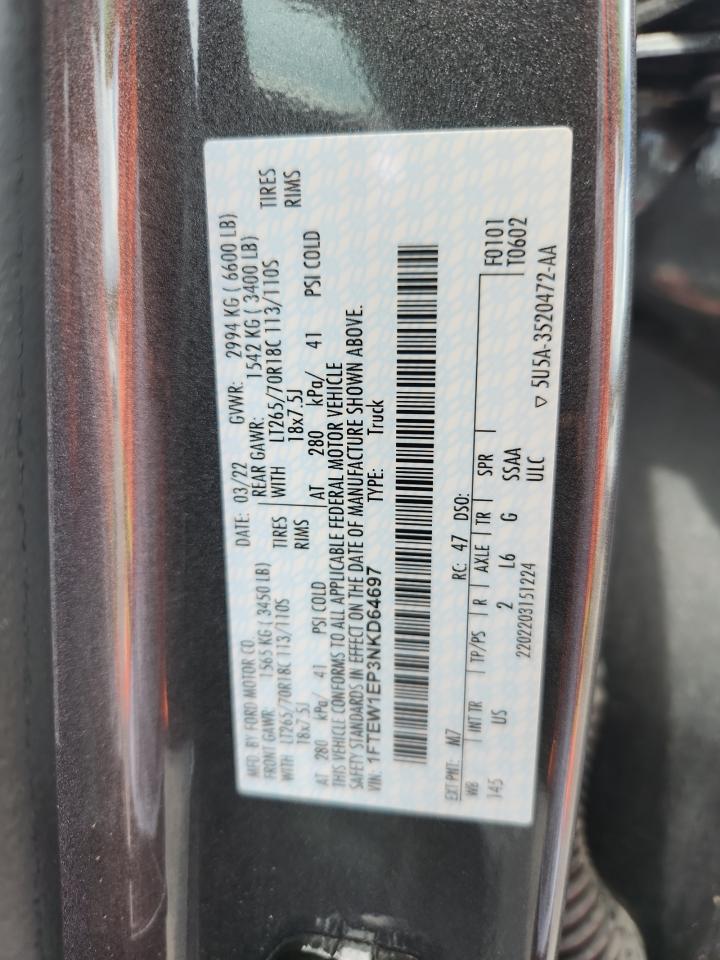 MFD. BY FORD MOTOR CO. DATE: 03/22 GVWR: 2994 KG ( 6600 LB)
FRONT GAWR: 1565 KG ( 3450 LB) REAR GAWR: 1542 KG ( 3400 LB)
WITH LT265/70R18C 113/110S TIRES WITH LT265/70R18C 113/110S TIRES
18x7.5J RIMS 18x7.5J RIMS
AT 280 kPa/ 41 PSI COLD AT 280 kPa/ 41 PSI COLD
THIS VEHICLE CONFORMS TO ALL APPLICABLE FEDERAL MOTOR VEHICLE
SAFETY STANDARDS IN EFFECT ON THE DATE OF MANUFACTURE SHOWN ABOVE.
VIN: 1FTEW1EP3NKD64697 TYPE: Truck
EXT PNT: M7 RC: 47 DSO: F0101
WB INT TR TP/PS R AXLE TR SPR T0602
145 US 2 L6 G SSAA
2202203151224 ULC
▽ 5U5A-3520472-AA